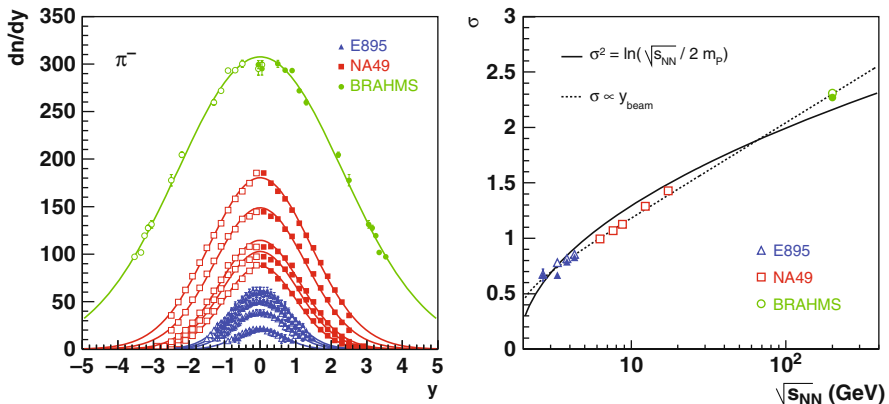 dn/dy
350
300
250
200
150
100
50
0
π⁻
E895
NA49
BRAHMS
−5 −4 −3 −2 −1 0 1 2 3 4 5
y
σ
3
2.5
2
1.5
1
0.5
0
σ² = ln(√s_NN / 2 m_P)
σ ∝ y_beam
E895
NA49
BRAHMS
10 10²
√s_NN (GeV)